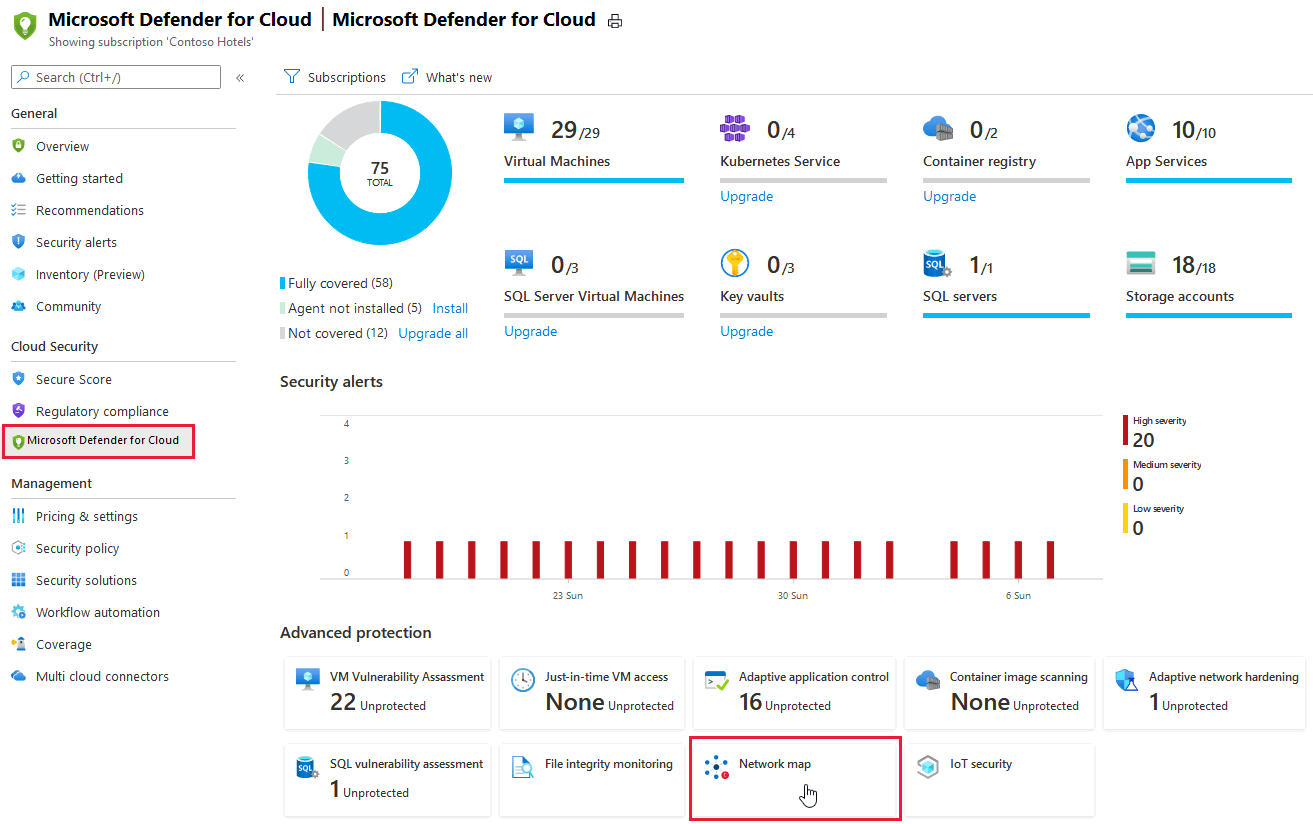 Microsoft Defender for Cloud | Microsoft Defender for Cloud
Showing subscription 'Contoso Hotels'
Search (Ctrl+/)
«
Subscriptions
What's new
General
Overview
Getting started
Recommendations
Security alerts
Inventory (Preview)
Community
Cloud Security
Secure Score
Regulatory compliance
Microsoft Defender for Cloud
Management
Pricing & settings
Security policy
Security solutions
Workflow automation
Coverage
Multi cloud connectors
75
TOTAL
Fully covered (58)
Agent not installed (5) Install
Not covered (12) Upgrade all
29/29
Virtual Machines
0/4
Kubernetes Service
Upgrade
0/2
Container registry
Upgrade
10/10
App Services
SQL
0/3
SQL Server Virtual Machines
Upgrade
0/3
Key vaults
Upgrade
SQL
1/1
SQL servers
18/18
Storage accounts
Security alerts
4
3
2
1
0
23 Sun
30 Sun
6 Sun
High severity
20
Medium severity
0
Low severity
0
Advanced protection
VM Vulnerability Assessment
22 Unprotected
Just-in-time VM access
None Unprotected
Adaptive application control
16 Unprotected
Container image scanning
None Unprotected
Adaptive network hardening
1 Unprotected
SQL
SQL vulnerability assessment
1 Unprotected
File integrity monitoring
Network map
IoT security